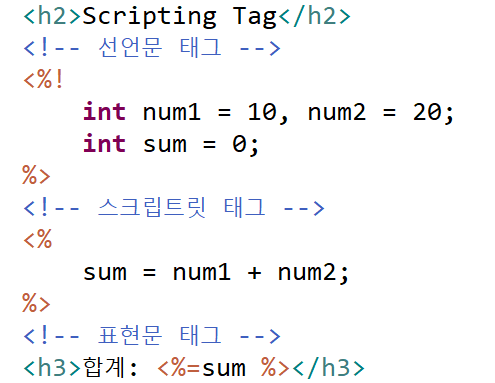 <h2>Scripting Tag</h2>
<!-- 선언문 태그 -->
<%!
    int num1 = 10, num2 = 20;
    int sum = 0;
%>
<!-- 스크립트릿 태그 -->
<%
    sum = num1 + num2;
%>
<!-- 표현문 태그 -->
<h3>합계: <%=sum %></h3>